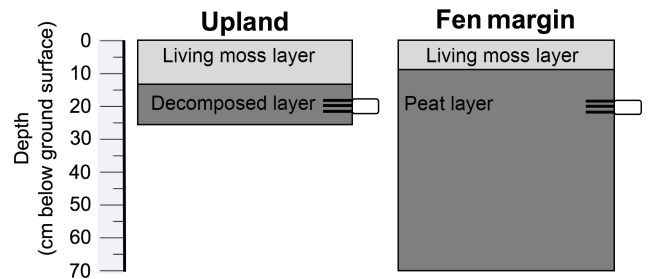 Upland
Fen margin
Depth
(cm below ground surface)
0
10
20
30
40
50
60
70
Living moss layer
Decomposed layer
Living moss layer
Peat layer